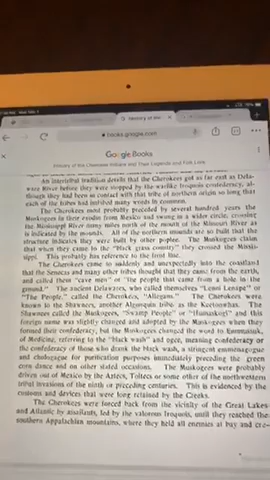 books.google.com
Google Books
History of the Cherokee Indians and Their Legends and Folk Lore
An intertribal tradition details that the Cherokees got as far east as Dela-
ware River before they were stopped by the warlike Iroquois confederacy, al-
though they had been so contact with that tribe of northern origin so long that
each of the tribes had imbibed many words in common.
The Cherokees most probably preceded by several hundred years the
Muskogees in their exodus from Mexico and swung in a wider circle, crossing
the Mississippi River many miles north of the mouth of the Missouri River as
is indicated by the mounds. All of the northern mounds are so built that the
structure indicates they were built by other poplee. The Muskogees claim
that when they came to the "black grass country" they crossed the Missis-
sippi. This probably has reference to the first line.
The Cherokees came so suddenly and unexpectedly into the coastland
that the Senecas and many other tribes thought that they came from the earth,
and called them "cave men" or "the people that came from a hole in the
ground." The ancient Delawares, who called themselves "Lenni Lenape" or
"The People," called the Cherokees, "Allegans." The Cherokees were
known to the Shawnees, another Algonquin tribe as the Keetoowhas. The
Shawnees called the Muskogees, "Swamp People" or "Humaskogi" and this
foreign name was slightly changed and adopted by the Muskogees when they
formed their confederacy, but the Muskogees changed the word to
of Medicine, referring to the "black wash" and ogee, meaning confederacy or
the confederacy of those who drank the black wash, a stringent emmenagogue
and cholagogue for purification purposes immediately preceding the green
corn dance and on other stated occasions. The Muskogees were probably
driven out of Mexico by the Aztecs, Toltecs or some other of the northwestern
tribal invasions of the ninth or preceding centuries. This is evidenced by the
customs and devices that were long retained by the Creeks.
The Cherokees were forced back from the vicinity of the Great Lakes
and Atlantic by assailants, led by the valorous Iroquois, until they reached the
southern Appalachian mountains, where they held all enemies at bay and cre-